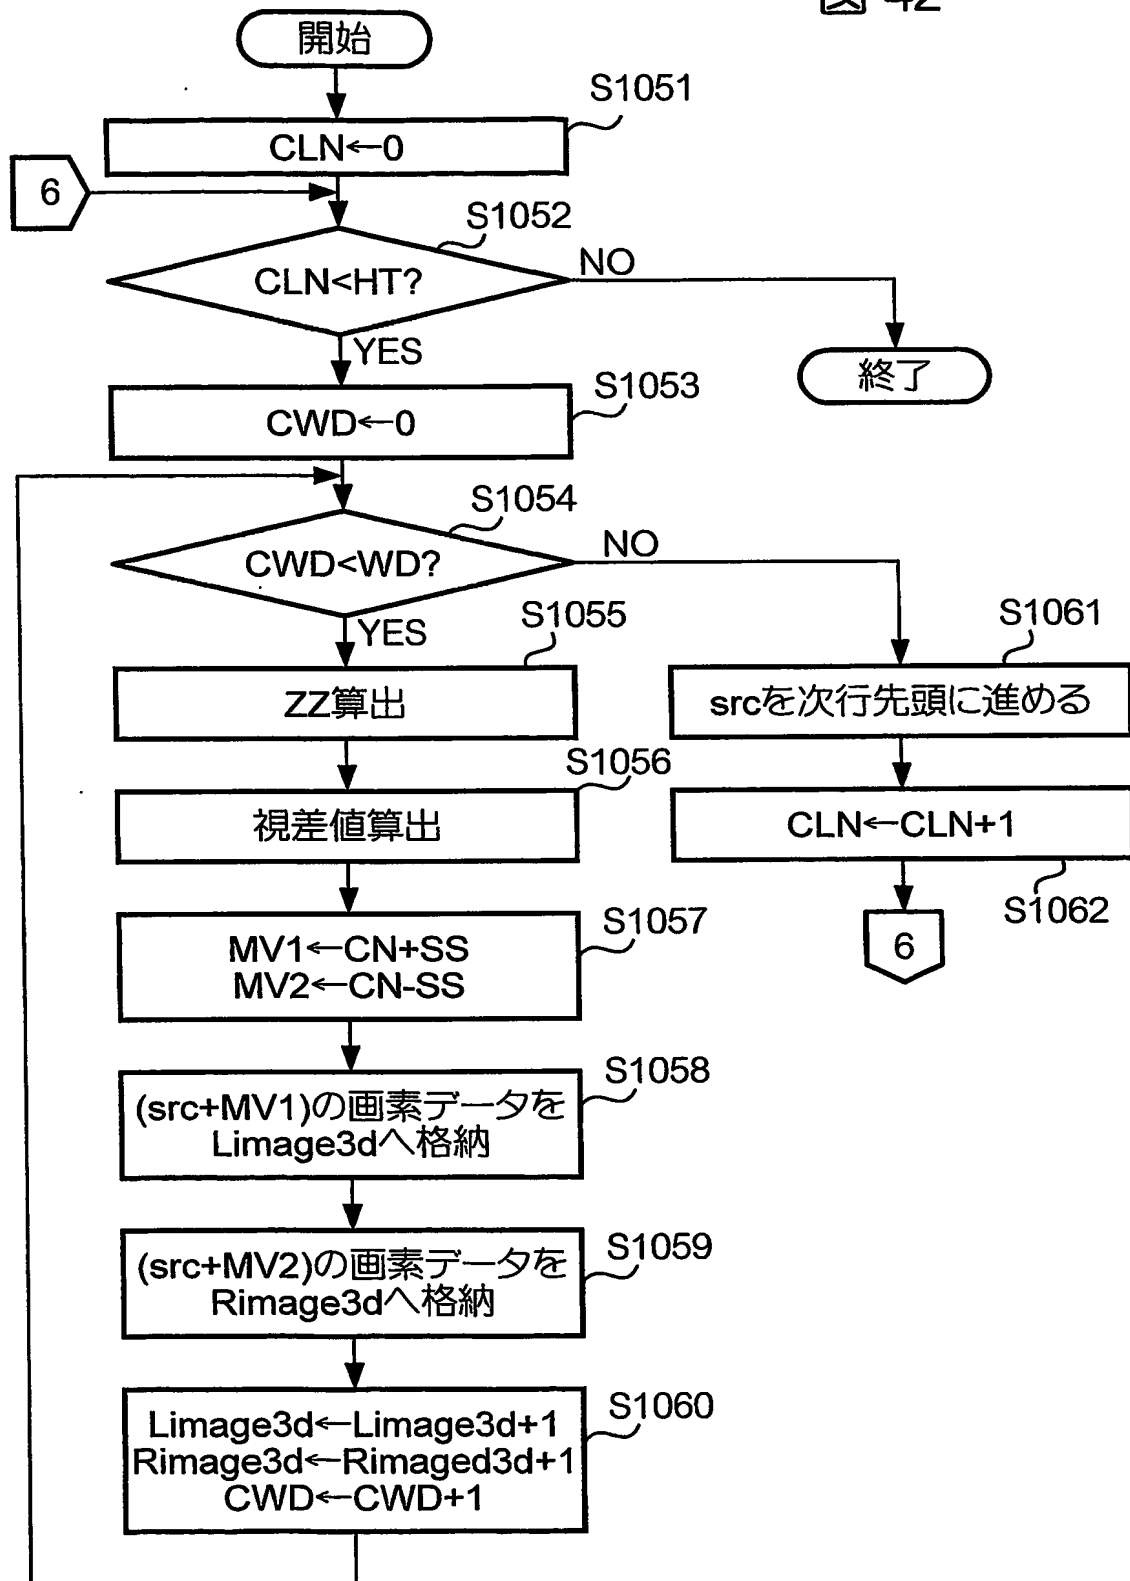 図 42
開始
S1051
CLN←0
6
S1052
CLN<HT?
NO
YES
終了
S1053
CWD←0
S1054
CWD<WD?
NO
YES
S1055
ZZ算出
S1061
srcを次行先頭に進める
S1056
視差値算出
CLN←CLN+1
S1062
6
S1057
MV1←CN+SS
MV2←CN-SS
S1058
(src+MV1)の画素データを
Limage3dへ格納
S1059
(src+MV2)の画素データを
Rimage3dへ格納
S1060
Limage3d←Limage3d+1
Rimage3d←Rimaged3d+1
CWD←CWD+1